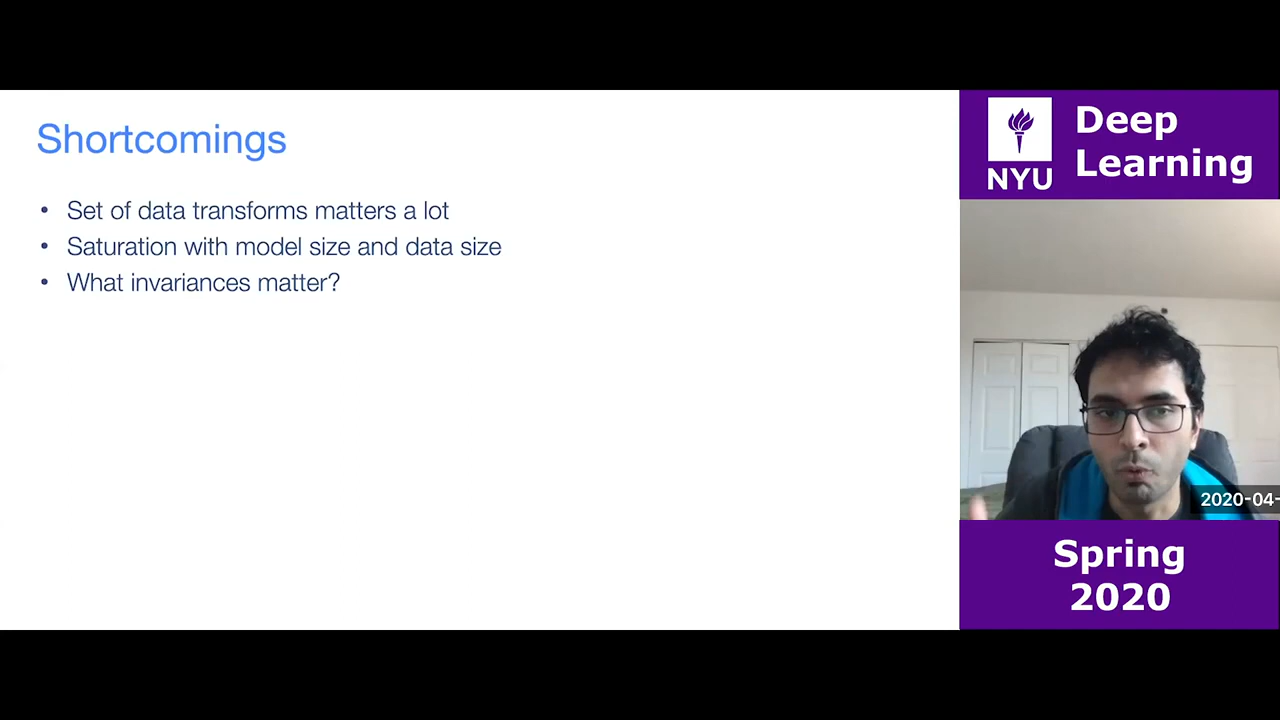 Shortcomings
• Set of data transforms matters a lot
• Saturation with model size and data size
• What invariances matter?
NYU
Deep
Learning
2020-04-
Spring
2020